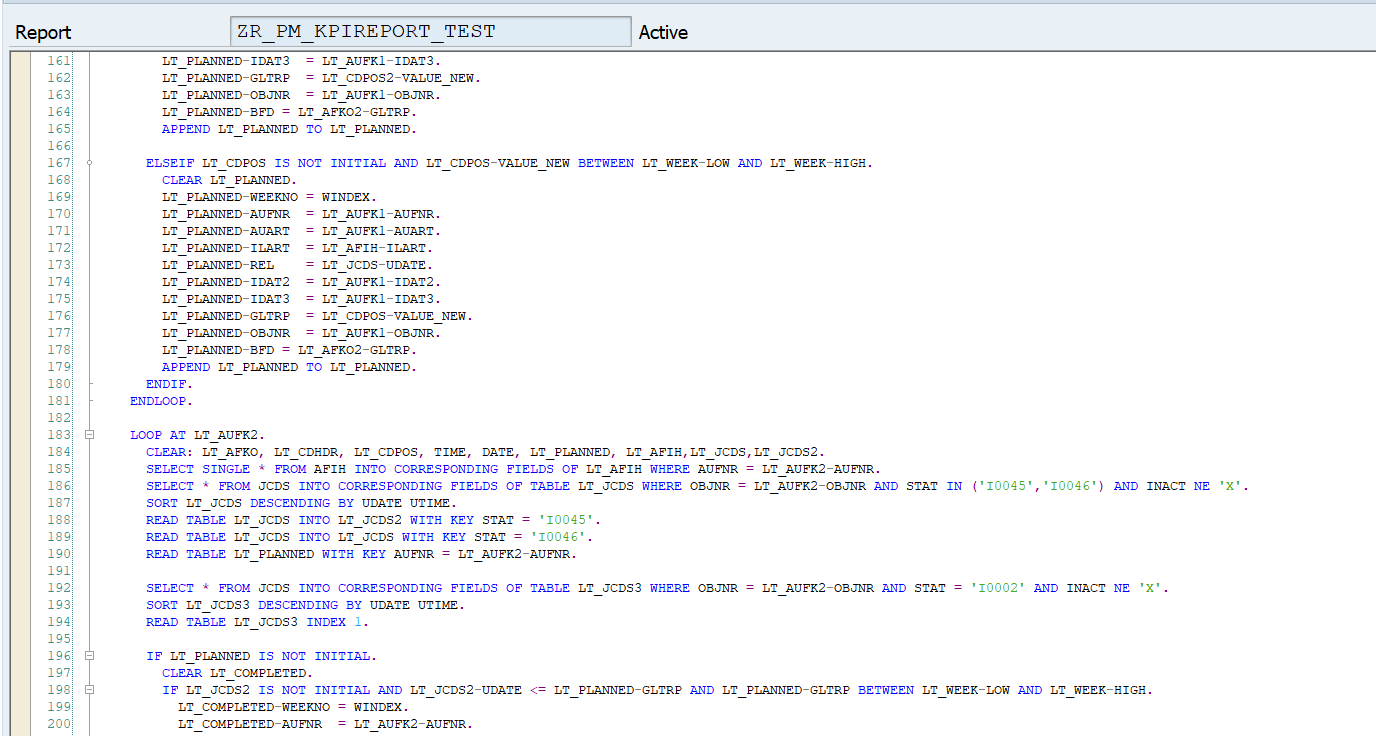 Report ZR_PM_KPIREPORT_TEST Active
161 LT_PLANNED-IDAT3 = LT_AUFK1-IDAT3.
162 LT_PLANNED-GLTRP = LT_CDPOS2-VALUE_NEW.
163 LT_PLANNED-OBJNR = LT_AUFK1-OBJNR.
164 LT_PLANNED-BFD = LT_AFKO2-GLTRP.
165 APPEND LT_PLANNED TO LT_PLANNED.
166
167 ELSEIF LT_CDPOS IS NOT INITIAL AND LT_CDPOS-VALUE_NEW BETWEEN LT_WEEK-LOW AND LT_WEEK-HIGH.
168 CLEAR LT_PLANNED.
169 LT_PLANNED-WEEKNO = WINDEX.
170 LT_PLANNED-AUFNR = LT_AUFK1-AUFNR.
171 LT_PLANNED-AUART = LT_AUFK1-AUART.
172 LT_PLANNED-ILART = LT_AFIH-ILART.
173 LT_PLANNED-REL = LT_JCDS-UDATE.
174 LT_PLANNED-IDAT2 = LT_AUFK1-IDAT2.
175 LT_PLANNED-IDAT3 = LT_AUFK1-IDAT3.
176 LT_PLANNED-GLTRP = LT_CDPOS-VALUE_NEW.
177 LT_PLANNED-OBJNR = LT_AUFK1-OBJNR.
178 LT_PLANNED-BFD = LT_AFKO2-GLTRP.
179 APPEND LT_PLANNED TO LT_PLANNED.
180 ENDIF.
181 ENDLOOP.
182
183 LOOP AT LT_AUFK2.
184 CLEAR: LT_AFKO, LT_CDHDR, LT_CDPOS, TIME, DATE, LT_PLANNED, LT_AFIH,LT_JCDS,LT_JCDS2.
185 SELECT SINGLE * FROM AFIH INTO CORRESPONDING FIELDS OF LT_AFIH WHERE AUFNR = LT_AUFK2-AUFNR.
186 SELECT * FROM JCDS INTO CORRESPONDING FIELDS OF TABLE LT_JCDS WHERE OBJNR = LT_AUFK2-OBJNR AND STAT IN ('I0045','I0046') AND INACT NE 'X'.
187 SORT LT_JCDS DESCENDING BY UDATE UTIME.
188 READ TABLE LT_JCDS INTO LT_JCDS2 WITH KEY STAT = 'I0045'.
189 READ TABLE LT_JCDS INTO LT_JCDS WITH KEY STAT = 'I0046'.
190 READ TABLE LT_PLANNED WITH KEY AUFNR = LT_AUFK2-AUFNR.
191
192 SELECT * FROM JCDS INTO CORRESPONDING FIELDS OF TABLE LT_JCDS3 WHERE OBJNR = LT_AUFK2-OBJNR AND STAT = 'I0002' AND INACT NE 'X'.
193 SORT LT_JCDS3 DESCENDING BY UDATE UTIME.
194 READ TABLE LT_JCDS3 INDEX 1.
195
196 IF LT_PLANNED IS NOT INITIAL.
197 CLEAR LT_COMPLETED.
198 IF LT_JCDS2 IS NOT INITIAL AND LT_JCDS2-UDATE <= LT_PLANNED-GLTRP AND LT_PLANNED-GLTRP BETWEEN LT_WEEK-LOW AND LT_WEEK-HIGH.
199 LT_COMPLETED-WEEKNO = WINDEX.
200 LT_COMPLETED-AUFNR = LT_AUFK2-AUFNR.